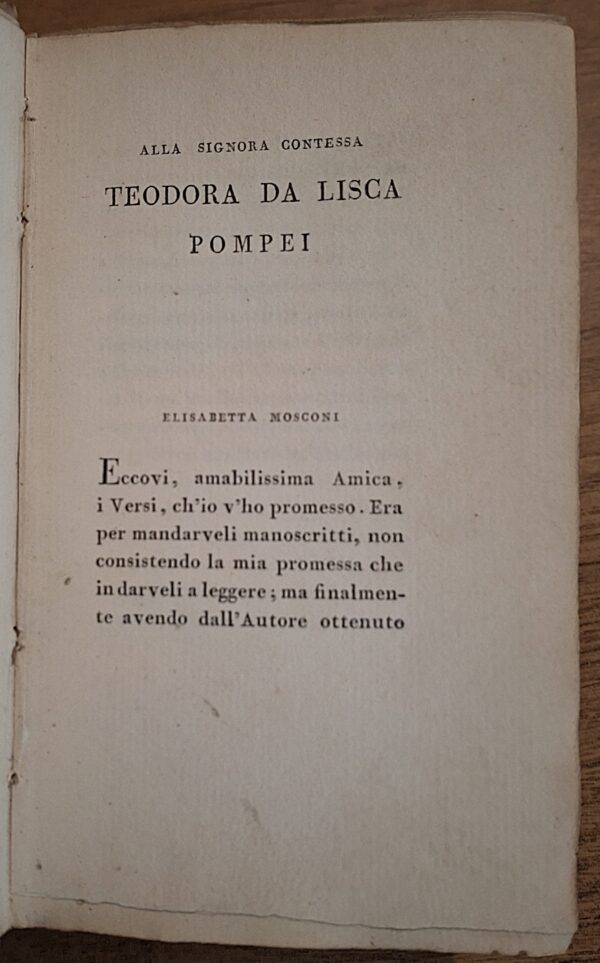 ALLA SIGNORA CONTESSA
TEODORA DA LISCA
POMPEI
ELISABETTA MOSCONI
Eccovi, amabilissima Amica,
i Versi, ch'io v'ho promesso. Era
per mandarveli manoscritti, non
consistendo la mia promessa che
in darveli a leggere; ma finalmen-
te avendo dall'Autore ottenuto